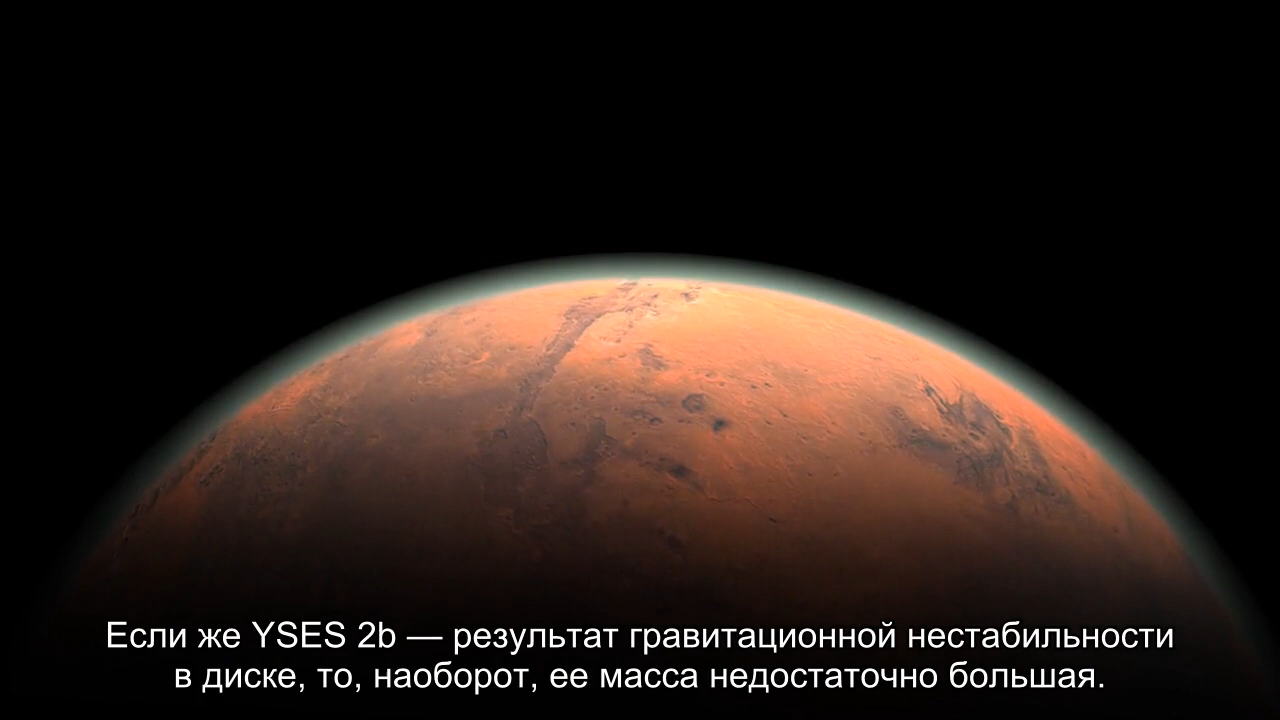 Если же YSES 2b — результат гравитационной нестабильности
в диске, то, наоборот, ее масса недостаточно большая.